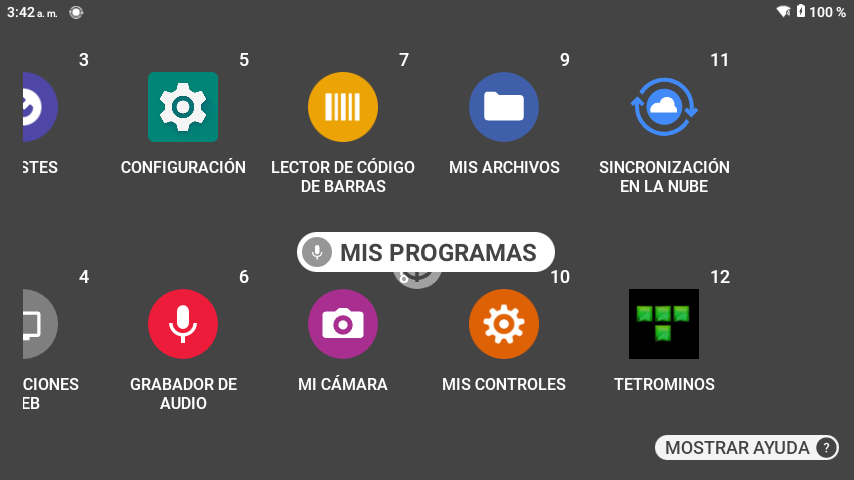 3:42 a. m.
100 %
3
5
7
9
11
STES
CONFIGURACIÓN
LECTOR DE CÓDIGO
DE BARRAS
MIS ARCHIVOS
SINCRONIZACIÓN
EN LA NUBE
MIS PROGRAMAS
4
6
8
10
12
CIONES
EB
GRABADOR DE
AUDIO
MI CÁMARA
MIS CONTROLES
TETROMINOS
MOSTRAR AYUDA ?